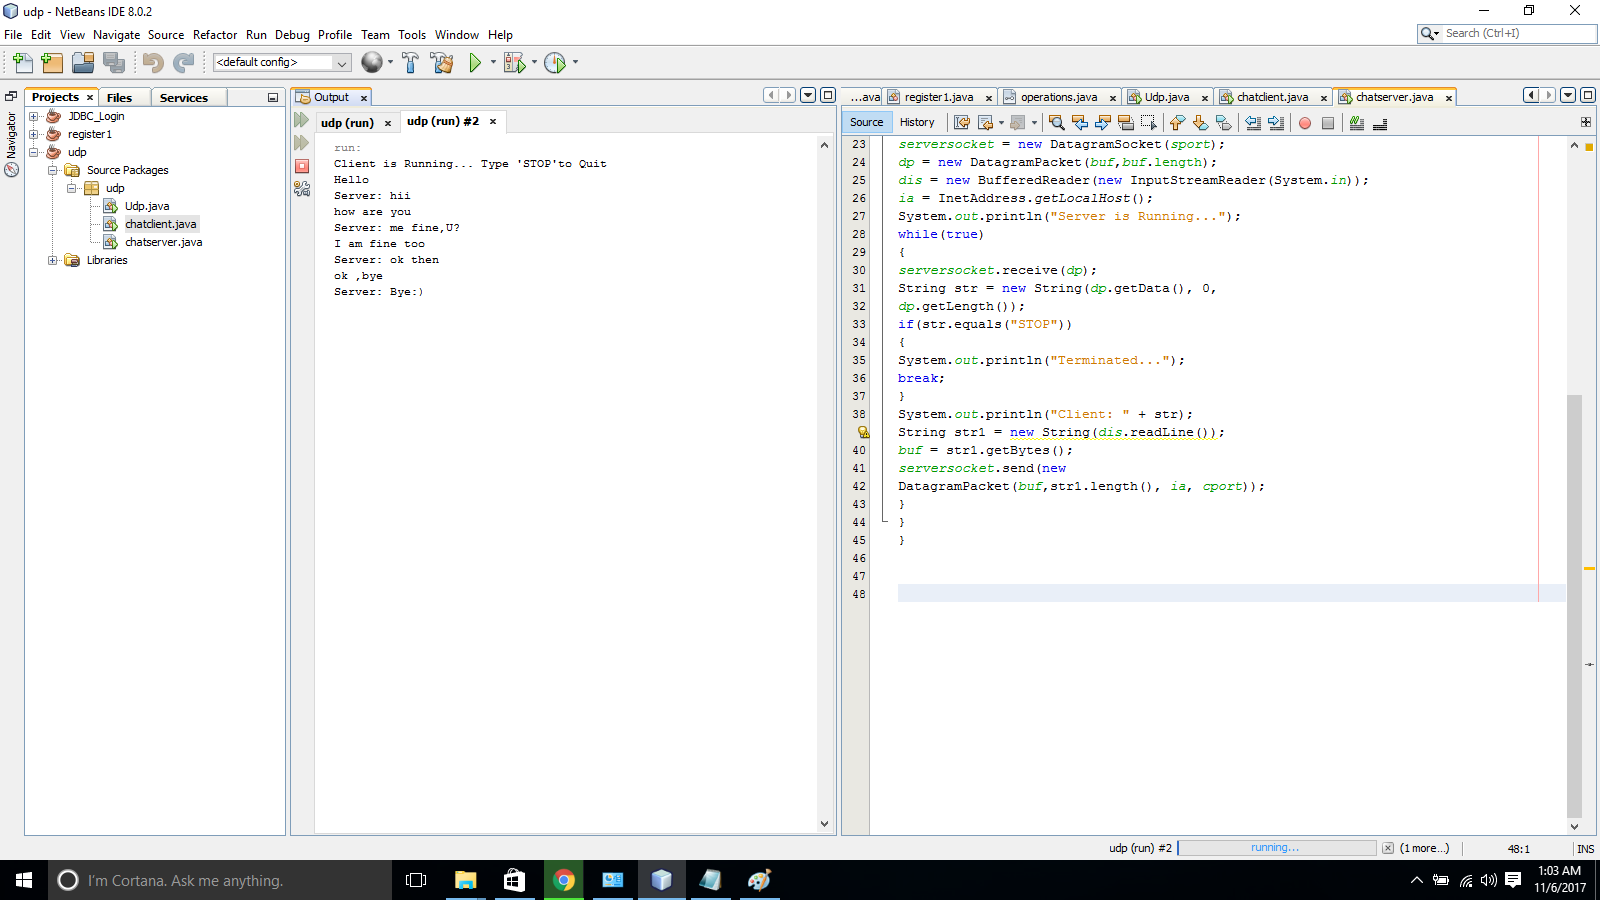 udp - NetBeans IDE 8.0.2
File Edit View Navigate Source Refactor Run Debug Profile Team Tools Window Help
Search (Ctrl+I)
<default config>
Navigator
Projects Files Services
JDBC_Login
register1
udp
Source Packages
udp
Udp.java
chatclient.java
chatserver.java
Libraries
Output
udp (run) udp (run) #2
run:
Client is Running... Type 'STOP'to Quit
Hello
Server: hii
how are you
Server: me fine,U?
I am fine too
Server: ok then
ok ,bye
Server: Bye:)
...ava register1.java operations.java Udp.java chatclient.java chatserver.java
Source History
23 serversocket = new DatagramSocket(sport);
24 dp = new DatagramPacket(buf,buf.length);
25 dis = new BufferedReader(new InputStreamReader(System.in));
26 ia = InetAddress.getLocalHost();
27 System.out.println("Server is Running...");
28 while(true)
29 {
30 serversocket.receive(dp);
31 String str = new String(dp.getData(), 0,
32 dp.getLength());
33 if(str.equals("STOP"))
34 {
35 System.out.println("Terminated...");
36 break;
37 }
38 System.out.println("Client: " + str);
String str1 = new String(dis.readLine());
40 buf = str1.getBytes();
41 serversocket.send(new
42 DatagramPacket(buf,str1.length(), ia, cport));
43 }
44 }
45 }
46
47
48
udp (run) #2 running... (1 more...) 48:1 INS
I'm Cortana. Ask me anything.
1:03 AM
11/6/2017